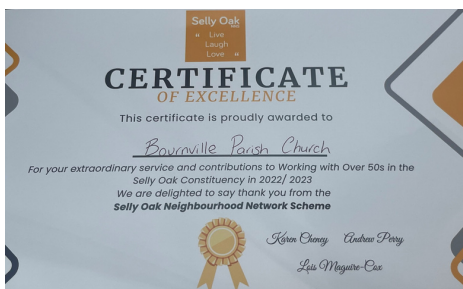 Selly Oak
" Live
Laugh
Love "
CERTIFICATE
OF EXCELLENCE
This certificate is proudly awarded to
Bournville Parish Church
For your extraordinary service and contributions to Working with Over 50s in the
Selly Oak Constituency in 2022/ 2023
We are delighted to say thank you from the
Selly Oak Neighbourhood Network Scheme
Karen Cheney Andrew Perry
Lois Maguire-Cox